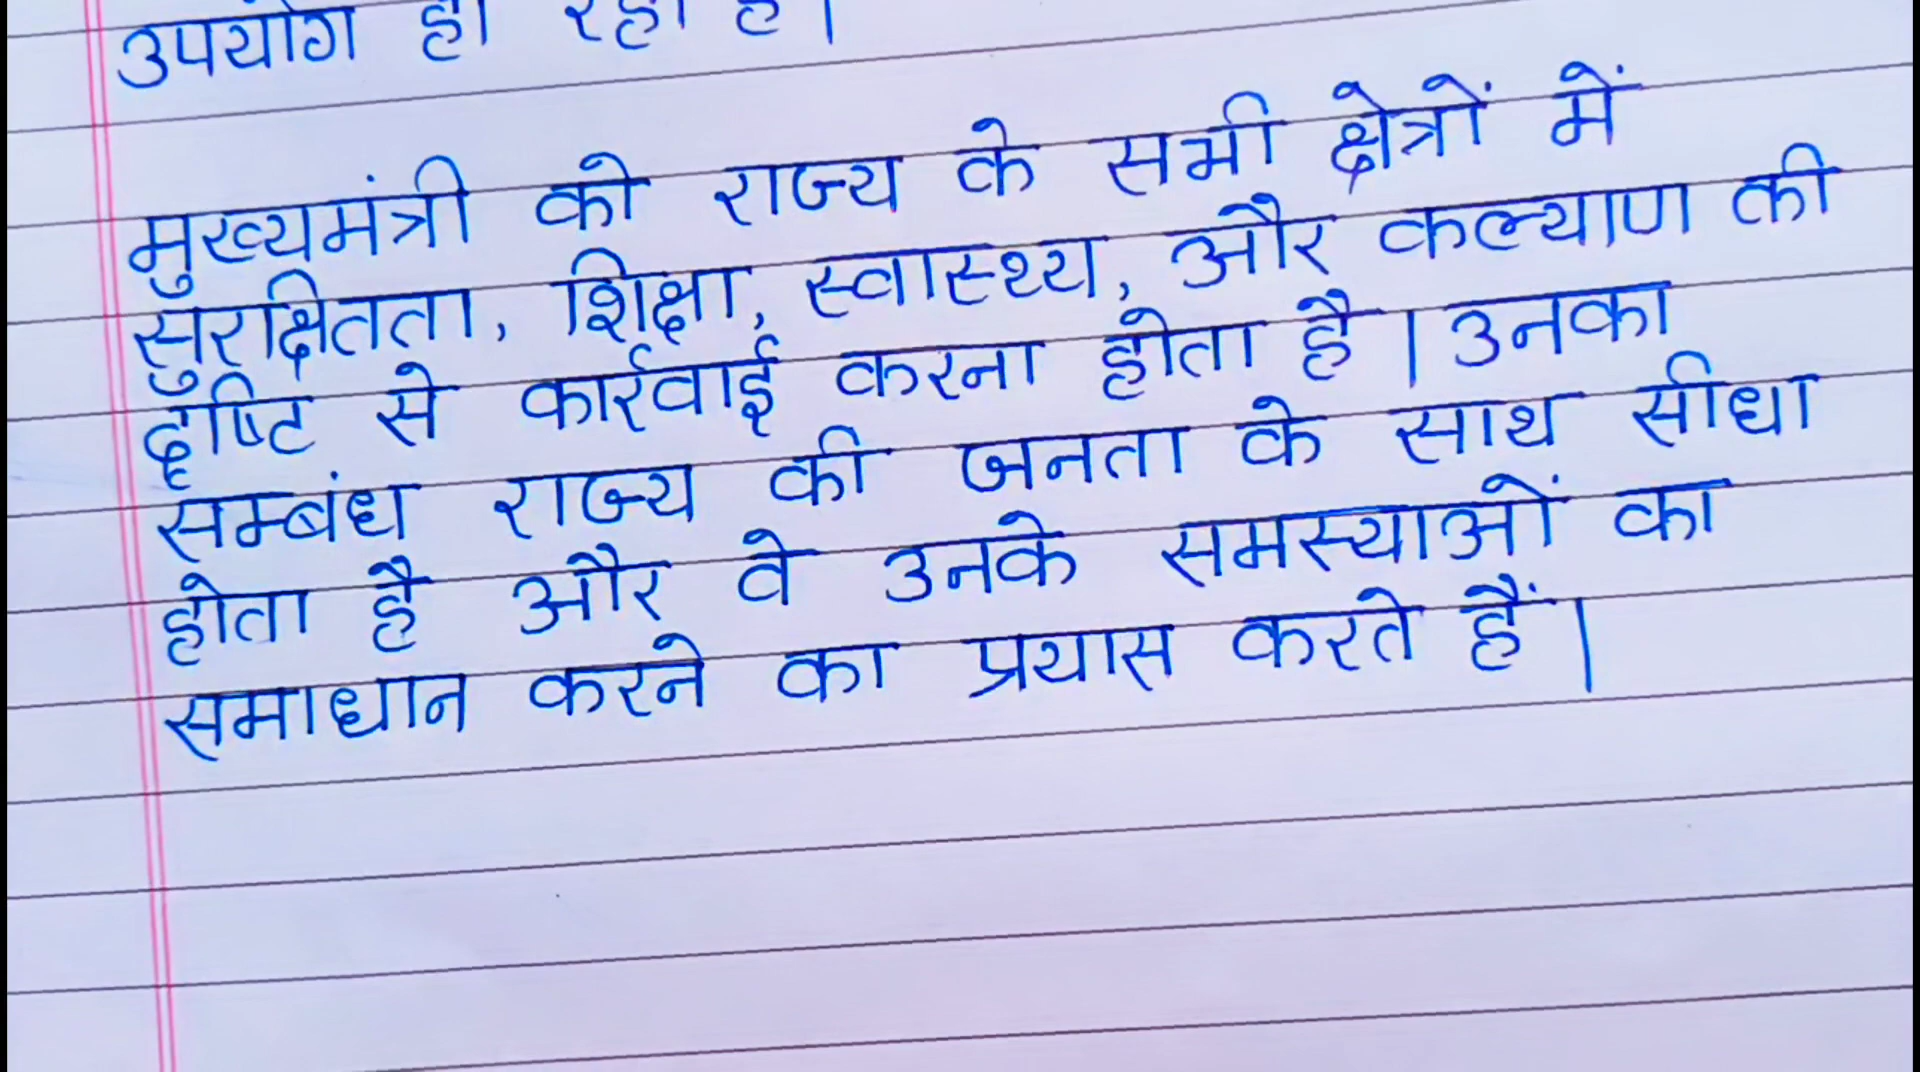 उपयोग हो रहा है।
मुख्यमंत्री को राज्य के सभी क्षेत्रों में
सुरक्षितता, शिक्षा, स्वास्थ्य, और कल्याण की
दृष्टि से कार्रवाई करना होता है। उनका
सम्बंध राज्य की जनता के साथ सीधा
होता है और वे उनके समस्याओं का
समाधान करने का प्रयास करते हैं।